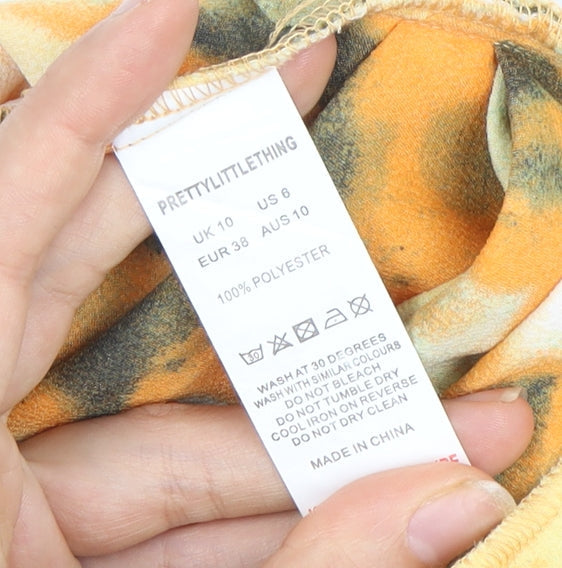 PRETTYLITTLETHING
UK 10 US 6
EUR 38 AUS 10
100% POLYESTER
30
WASH AT 30 DEGREES
WASH WITH SIMILAR COLOURS
DO NOT BLEACH
DO NOT TUMBLE DRY
COOL IRON ON REVERSE
DO NOT DRY CLEAN
MADE IN CHINA